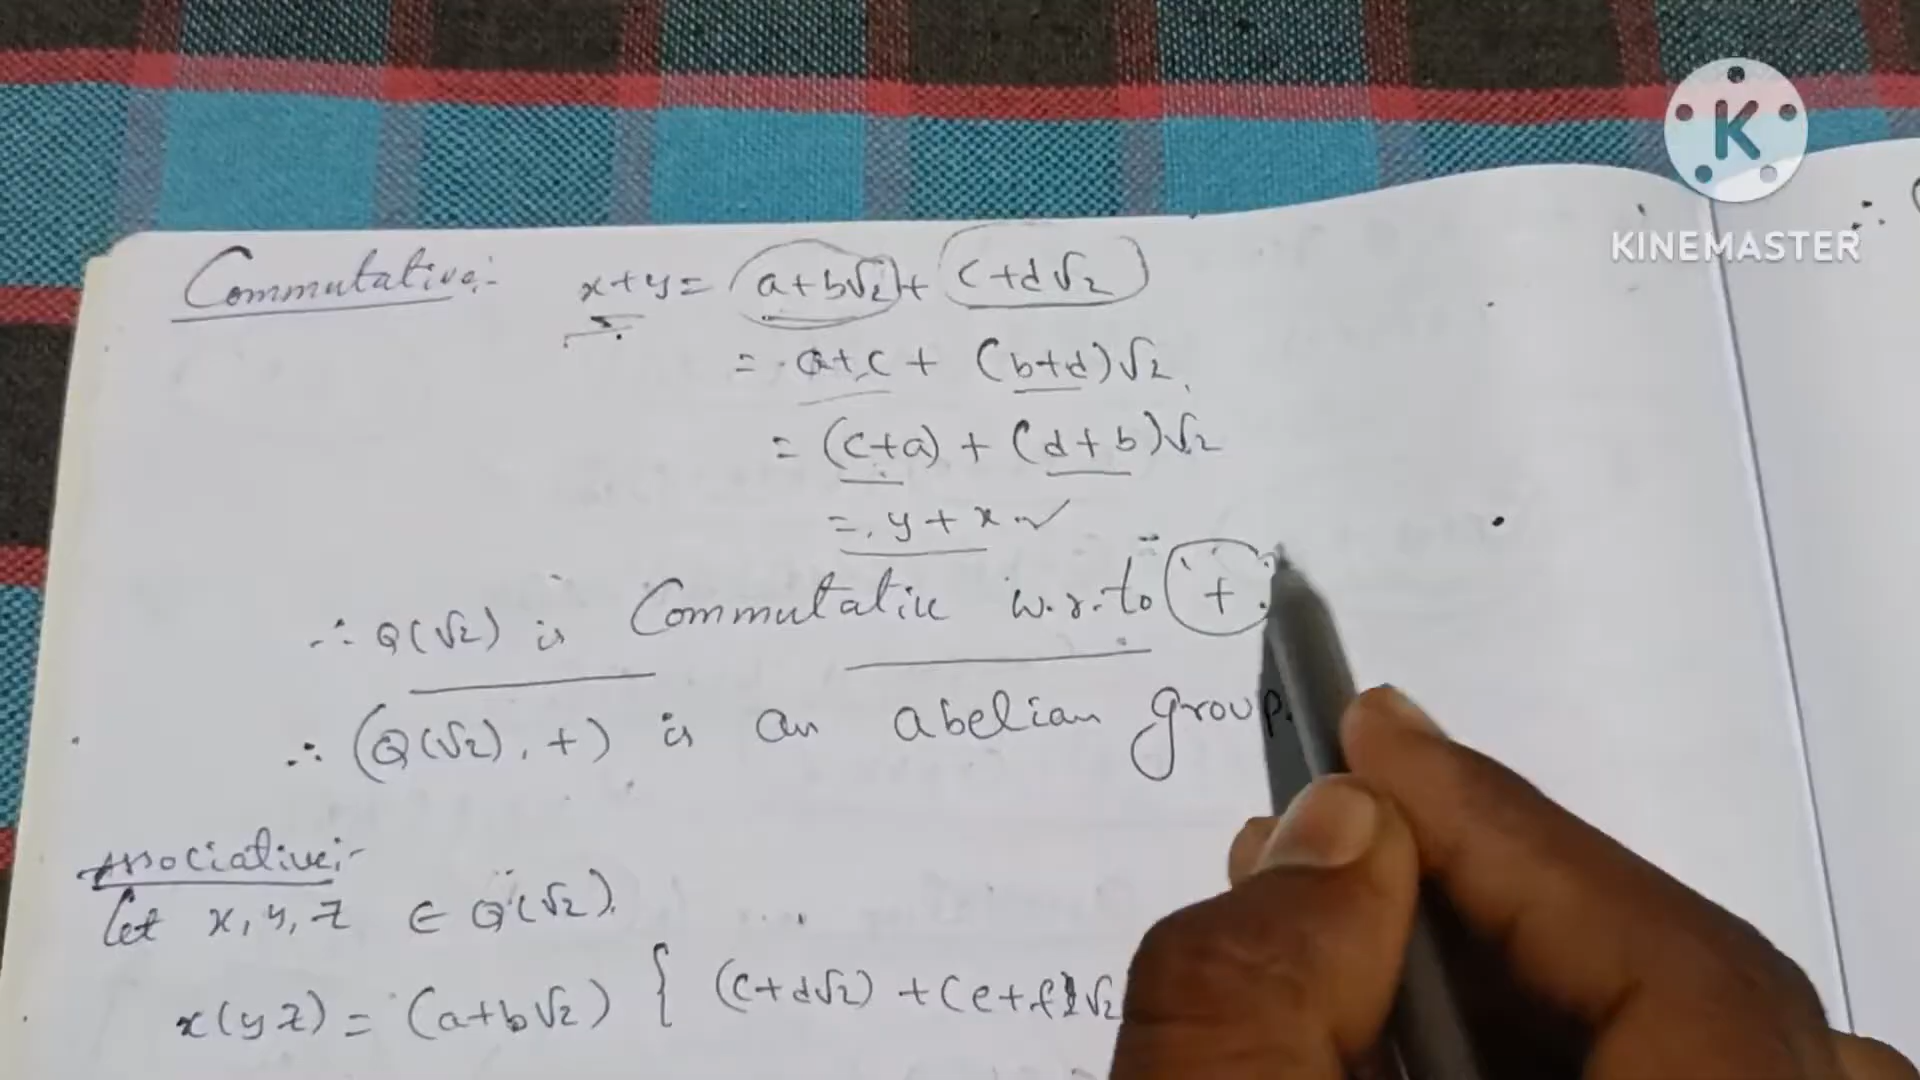 K
KINEMASTER
Commutative:- x+y = (a+b√2)+(c+d√2)
= a+c + (b+d)√2
= (c+a) + (d+b)√2
= y+x ✓
∴ Q(√2) is Commutative w.r.to +.
∴ (Q(√2), +) is an abelian group.
Associative:-
Let x, y, z ∈ Q(√2).
x(yz) = (a+b√2) { (c+d√2) + (e+f)√2